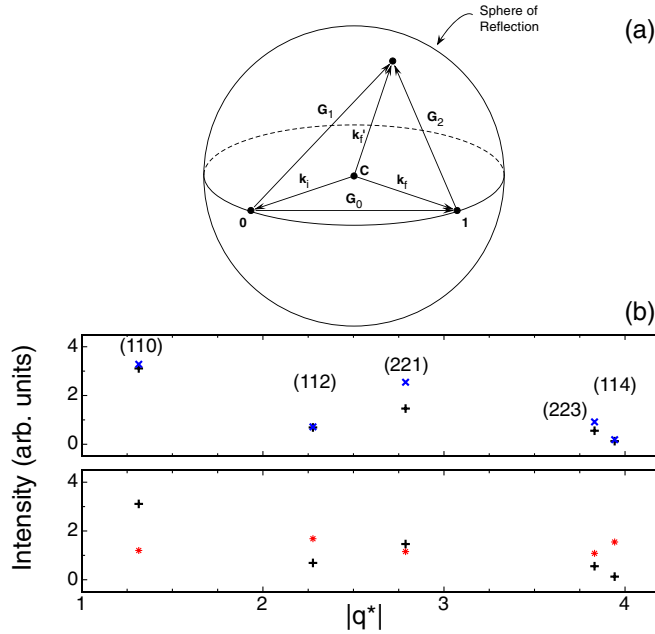 Sphere of
Reflection
(a)
G1
G2
kf'
C
ki
kf
G0
0
1
(b)
Intensity (arb. units)
4
2
0
(110)
(112)
(221)
(223)
(114)
4
2
0
1
2
3
4
|q*|